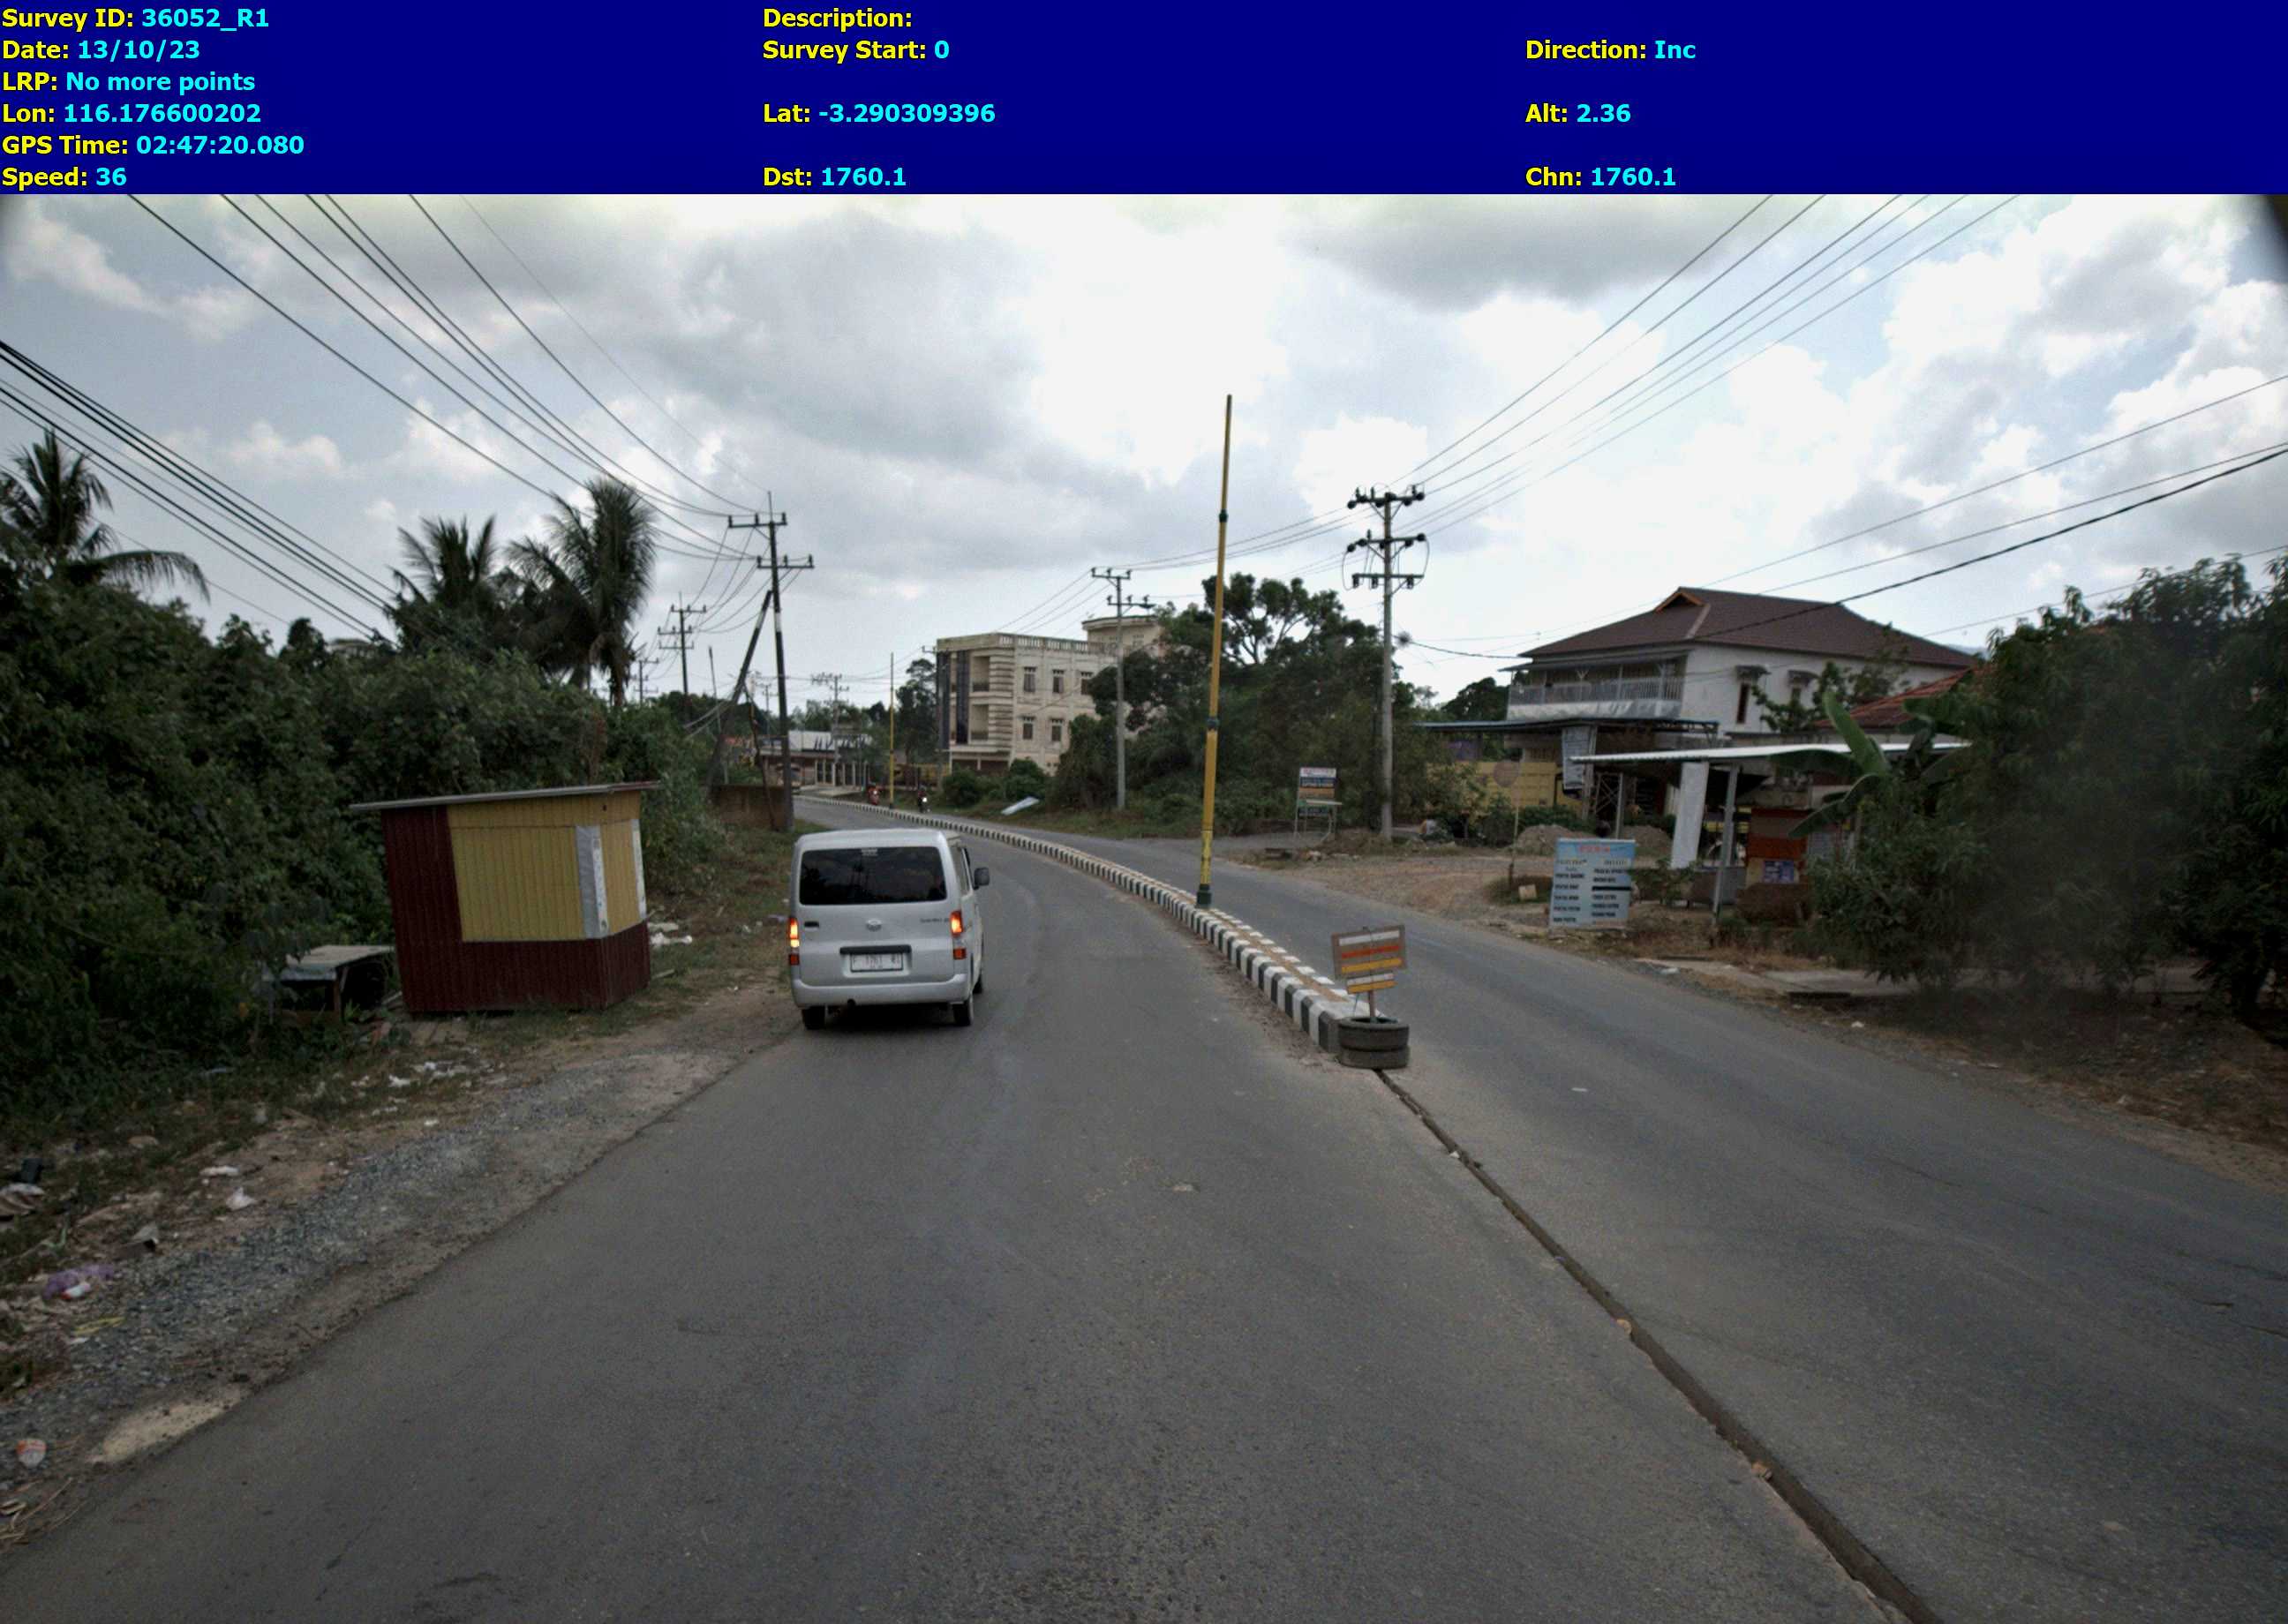 Survey ID: 36052_R1
Description:
Date: 13/10/23
Survey Start: 0
Direction: Inc
LRP: No more points
Lon: 116.176600202
Lat: -3.290309396
Alt: 2.36
GPS Time: 02:47:20.080
Speed: 36
Dst: 1760.1
Chn: 1760.1